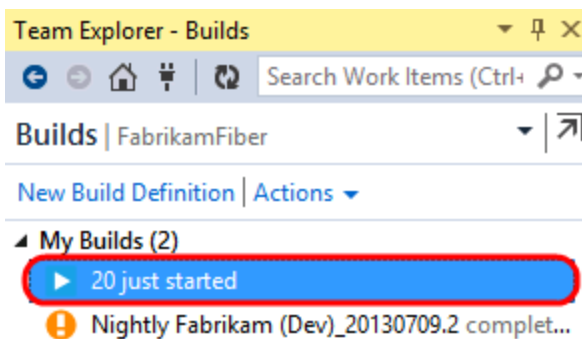 Team Explorer - Builds
Search Work Items (Ctrl+
Builds | FabrikamFiber
New Build Definition | Actions
My Builds (2)
20 just started
Nightly Fabrikam (Dev)_20130709.2 complet...